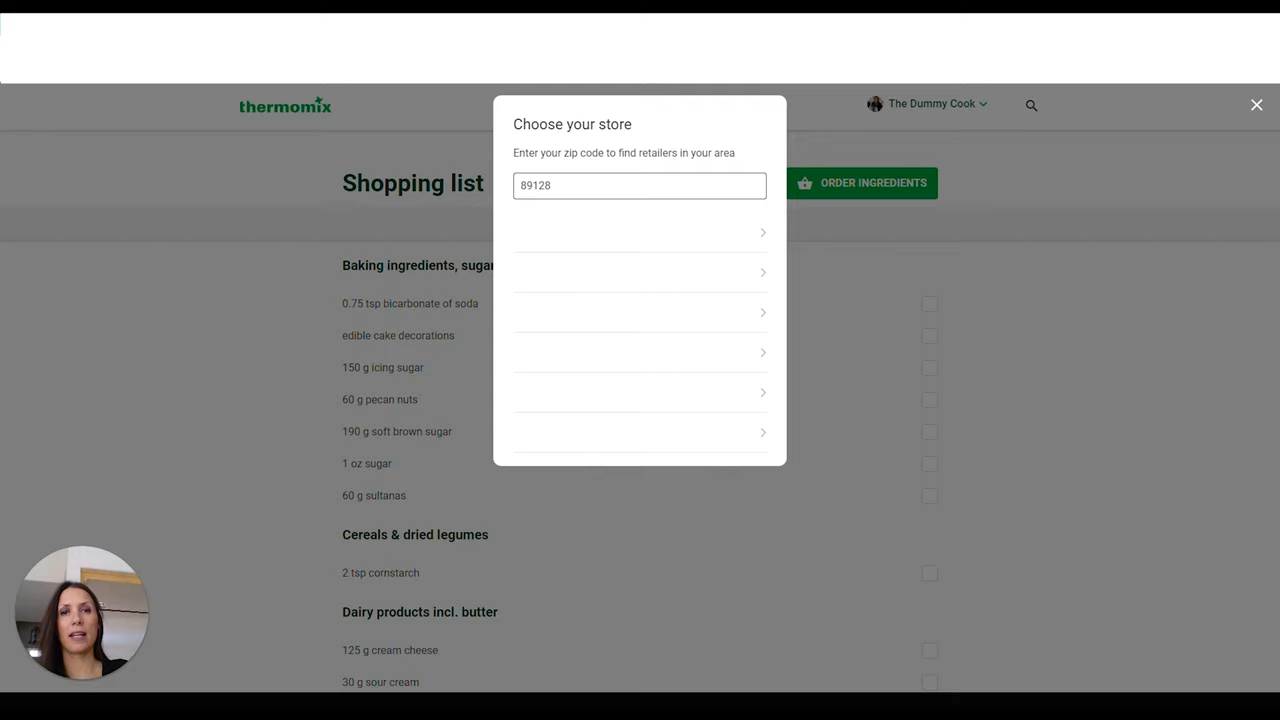 thermomix
The Dummy Cook
Choose your store
Enter your zip code to find retailers in your area
89128
Shopping list
ORDER INGREDIENTS
Baking ingredients, sugar
0.75 tsp bicarbonate of soda
edible cake decorations
150 g icing sugar
60 g pecan nuts
190 g soft brown sugar
1 oz sugar
60 g sultanas
Cereals & dried legumes
2 tsp cornstarch
Dairy products incl. butter
125 g cream cheese
30 g sour cream